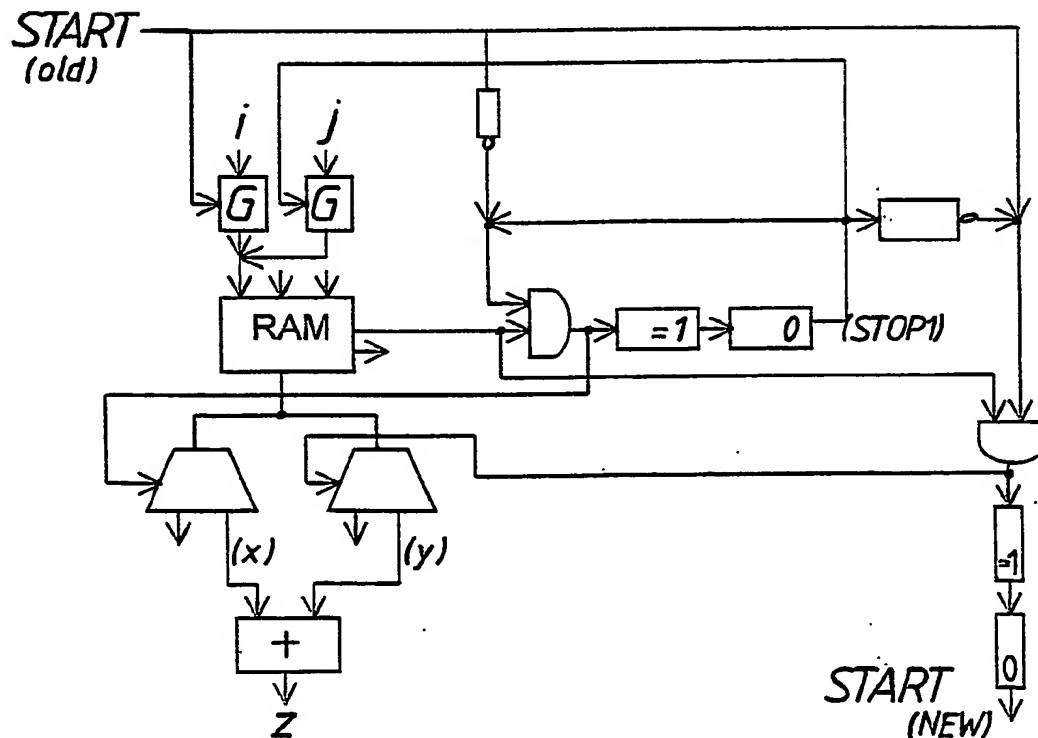 START
(old)
i
j
G
G
RAM
=1
0
(STOP1)
(x)
(y)
=1
+
0
START
(NEW)
Z